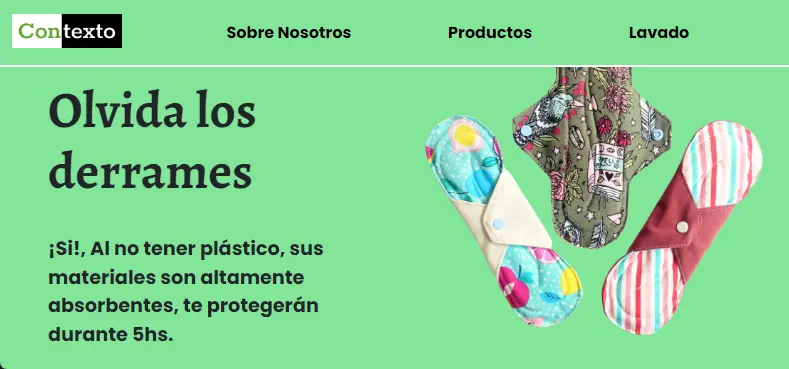 Contexto
Sobre Nosotros
Productos
Lavado
Olvida los
derrames
¡Si!, Al no tener plástico, sus
materiales son altamente
absorbentes, te protegerán
durante 5hs.